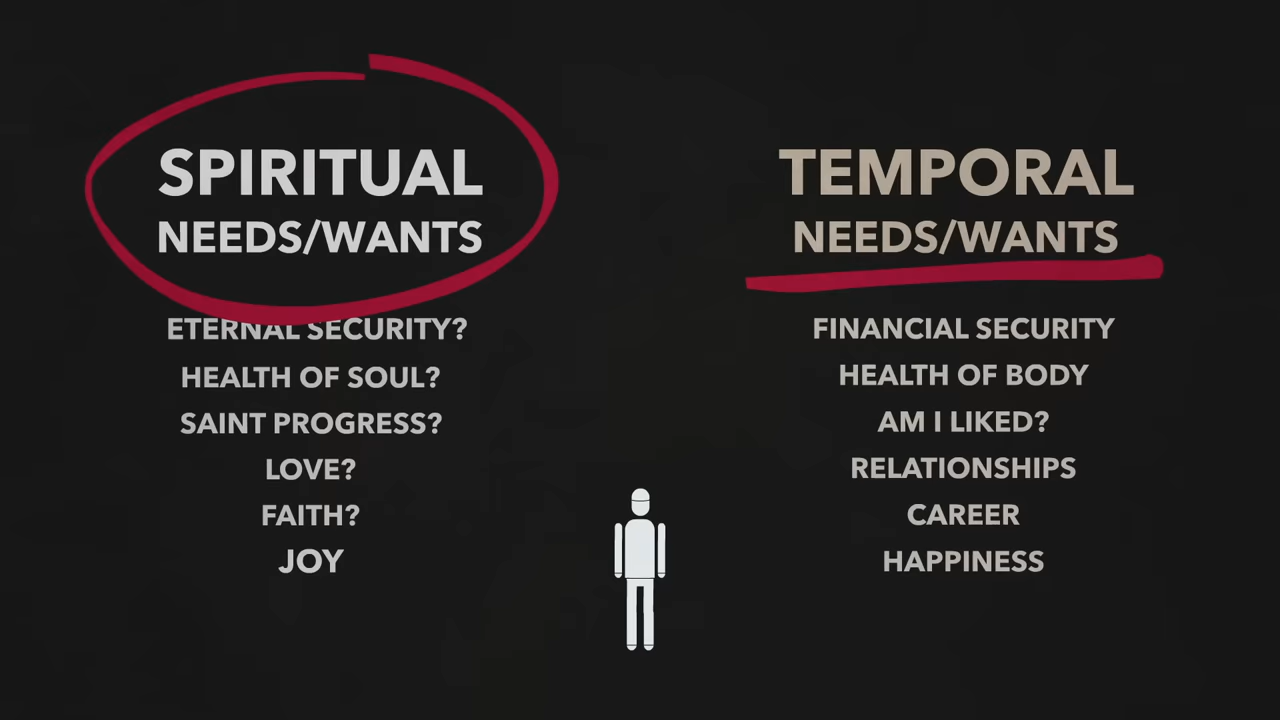 SPIRITUAL
NEEDS/WANTS
ETERNAL SECURITY?
HEALTH OF SOUL?
SAINT PROGRESS?
LOVE?
FAITH?
JOY
TEMPORAL
NEEDS/WANTS
FINANCIAL SECURITY
HEALTH OF BODY
AM I LIKED?
RELATIONSHIPS
CAREER
HAPPINESS